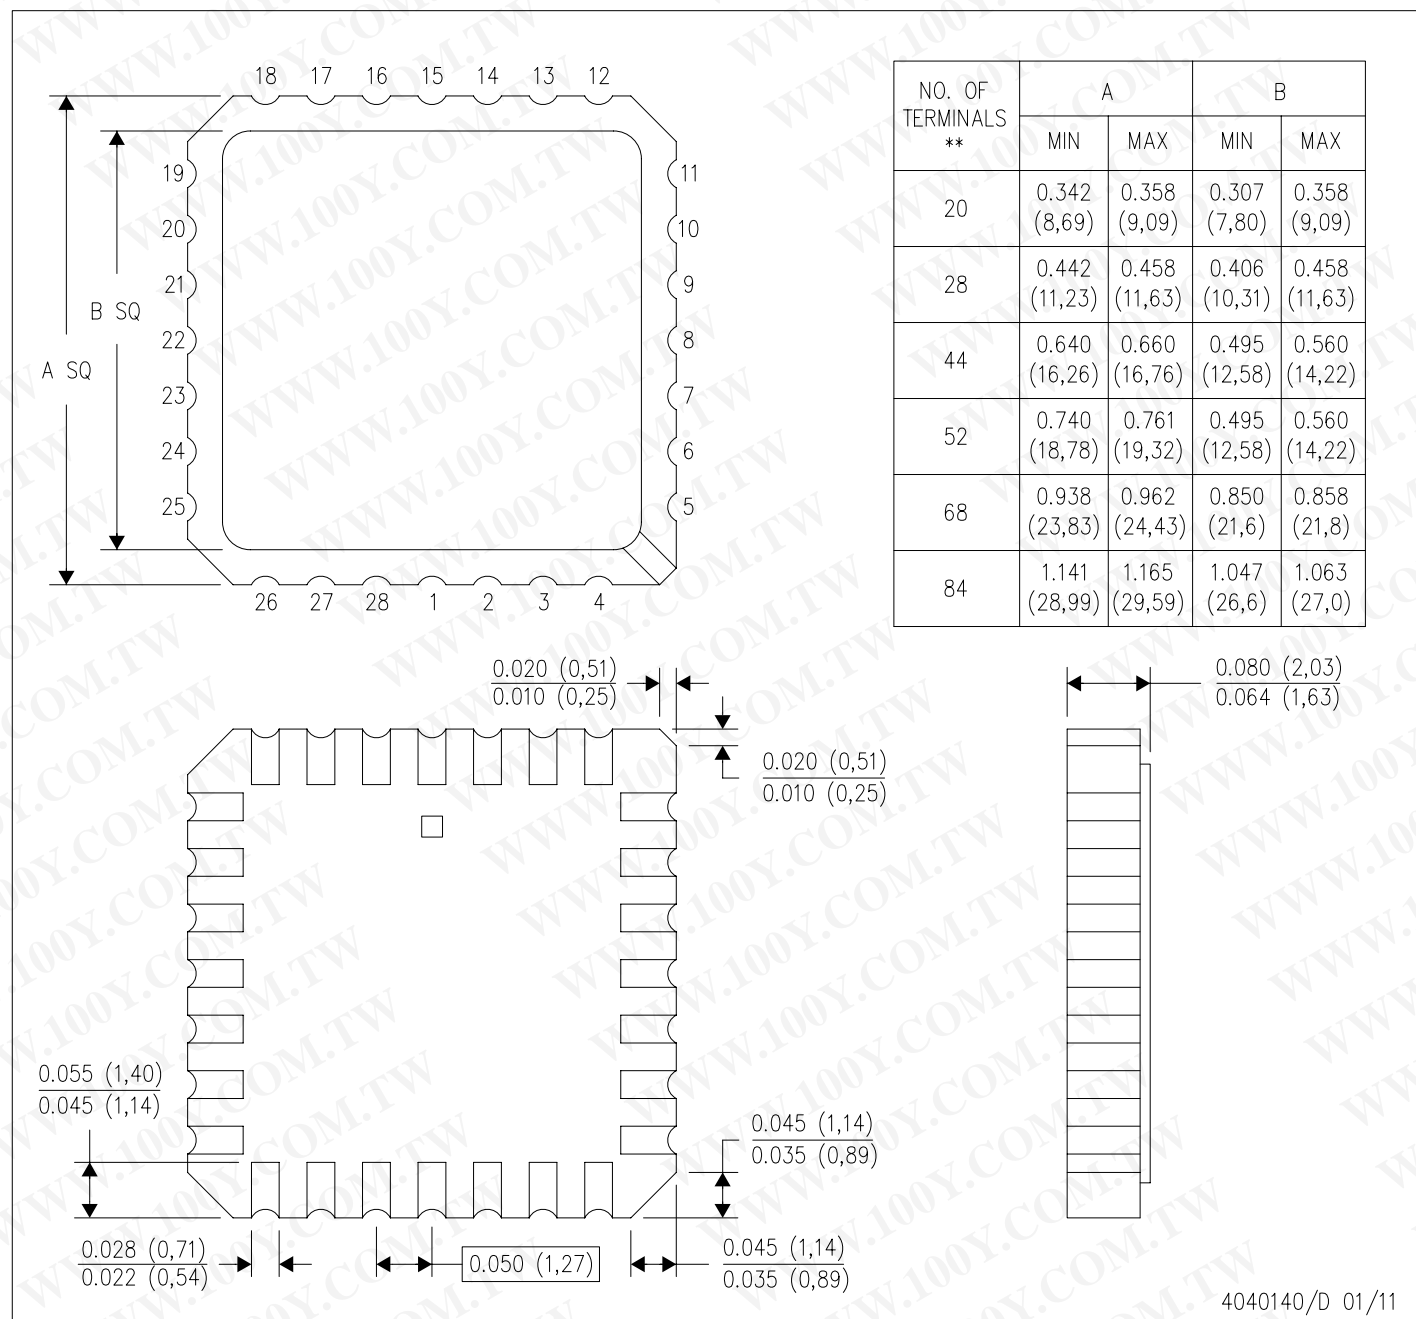 18 17 16 15 14 13 12
19
20
21
22
23
24
25
11
10
9
8
7
6
5
26 27 28 1 2 3 4
A SQ
B SQ
NO. OF TERMINALS ** A B
MIN MAX MIN MAX
20 0.342 (8,69) 0.358 (9,09) 0.307 (7,80) 0.358 (9,09)
28 0.442 (11,23) 0.458 (11,63) 0.406 (10,31) 0.458 (11,63)
44 0.640 (16,26) 0.660 (16,76) 0.495 (12,58) 0.560 (14,22)
52 0.740 (18,78) 0.761 (19,32) 0.495 (12,58) 0.560 (14,22)
68 0.938 (23,83) 0.962 (24,43) 0.850 (21,6) 0.858 (21,8)
84 1.141 (28,99) 1.165 (29,59) 1.047 (26,6) 1.063 (27,0)
0.020 (0,51)
0.010 (0,25)
0.020 (0,51)
0.010 (0,25)
0.080 (2,03)
0.064 (1,63)
0.055 (1,40)
0.045 (1,14)
0.045 (1,14)
0.035 (0,89)
0.028 (0,71)
0.022 (0,54)
0.050 (1,27)
0.045 (1,14)
0.035 (0,89)
4040140/D 01/11
WWW.100Y.COM.TW